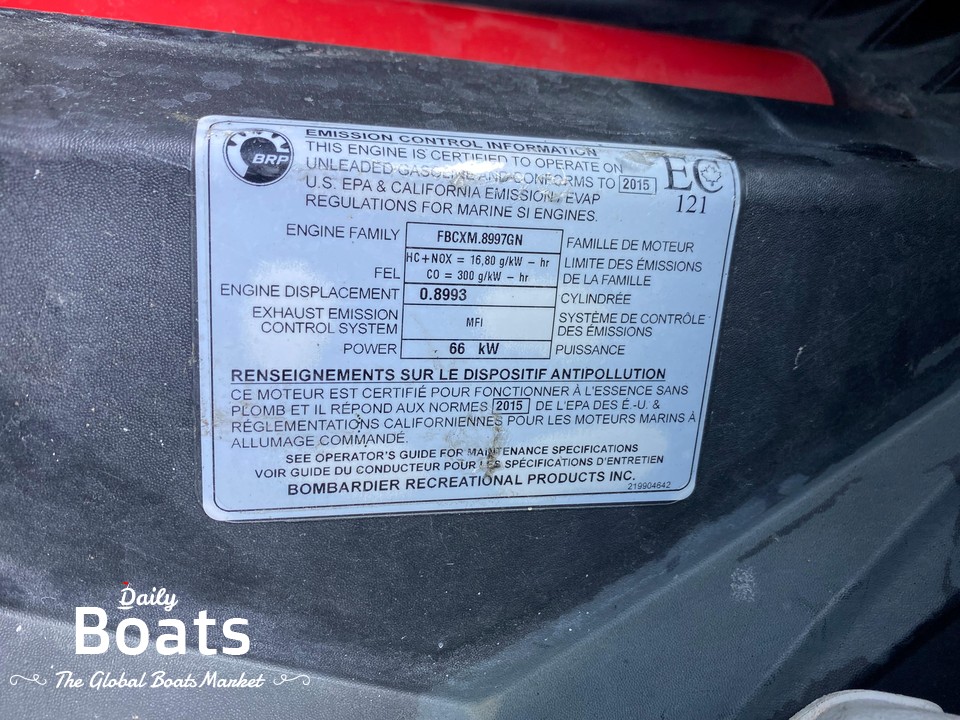 BRP
EMISSION CONTROL INFORMATION
THIS ENGINE IS CERTIFIED TO OPERATE ON
UNLEADED GASOLINE AND CONFORMS TO 2015
U.S. EPA & CALIFORNIA EMISSION / EVAP
REGULATIONS FOR MARINE SI ENGINES.
EC
121
ENGINE FAMILY FBCXM.8997GN FAMILLE DE MOTEUR
FEL HC+NOX = 16,80 g/kW - hr LIMITE DES ÉMISSIONS
CO = 300 g/kW - hr DE LA FAMILLE
ENGINE DISPLACEMENT 0.8993 CYLINDRÉE
EXHAUST EMISSION MFI SYSTÈME DE CONTRÔLE
CONTROL SYSTEM DES ÉMISSIONS
POWER 66 kW PUISSANCE
RENSEIGNEMENTS SUR LE DISPOSITIF ANTIPOLLUTION
CE MOTEUR EST CERTIFIÉ POUR FONCTIONNER À L'ESSENCE SANS
PLOMB ET IL RÉPOND AUX NORMES 2015 DE L'EPA DES É.-U. &
RÉGLEMENTATIONS CALIFORNIENNES POUR LES MOTEURS MARINS À
ALLUMAGE COMMANDÉ.
SEE OPERATOR'S GUIDE FOR MAINTENANCE SPECIFICATIONS
VOIR GUIDE DU CONDUCTEUR POUR LES SPÉCIFICATIONS D'ENTRETIEN
BOMBARDIER RECREATIONAL PRODUCTS INC.
219904642
Daily
Boats
The Global Boats Market